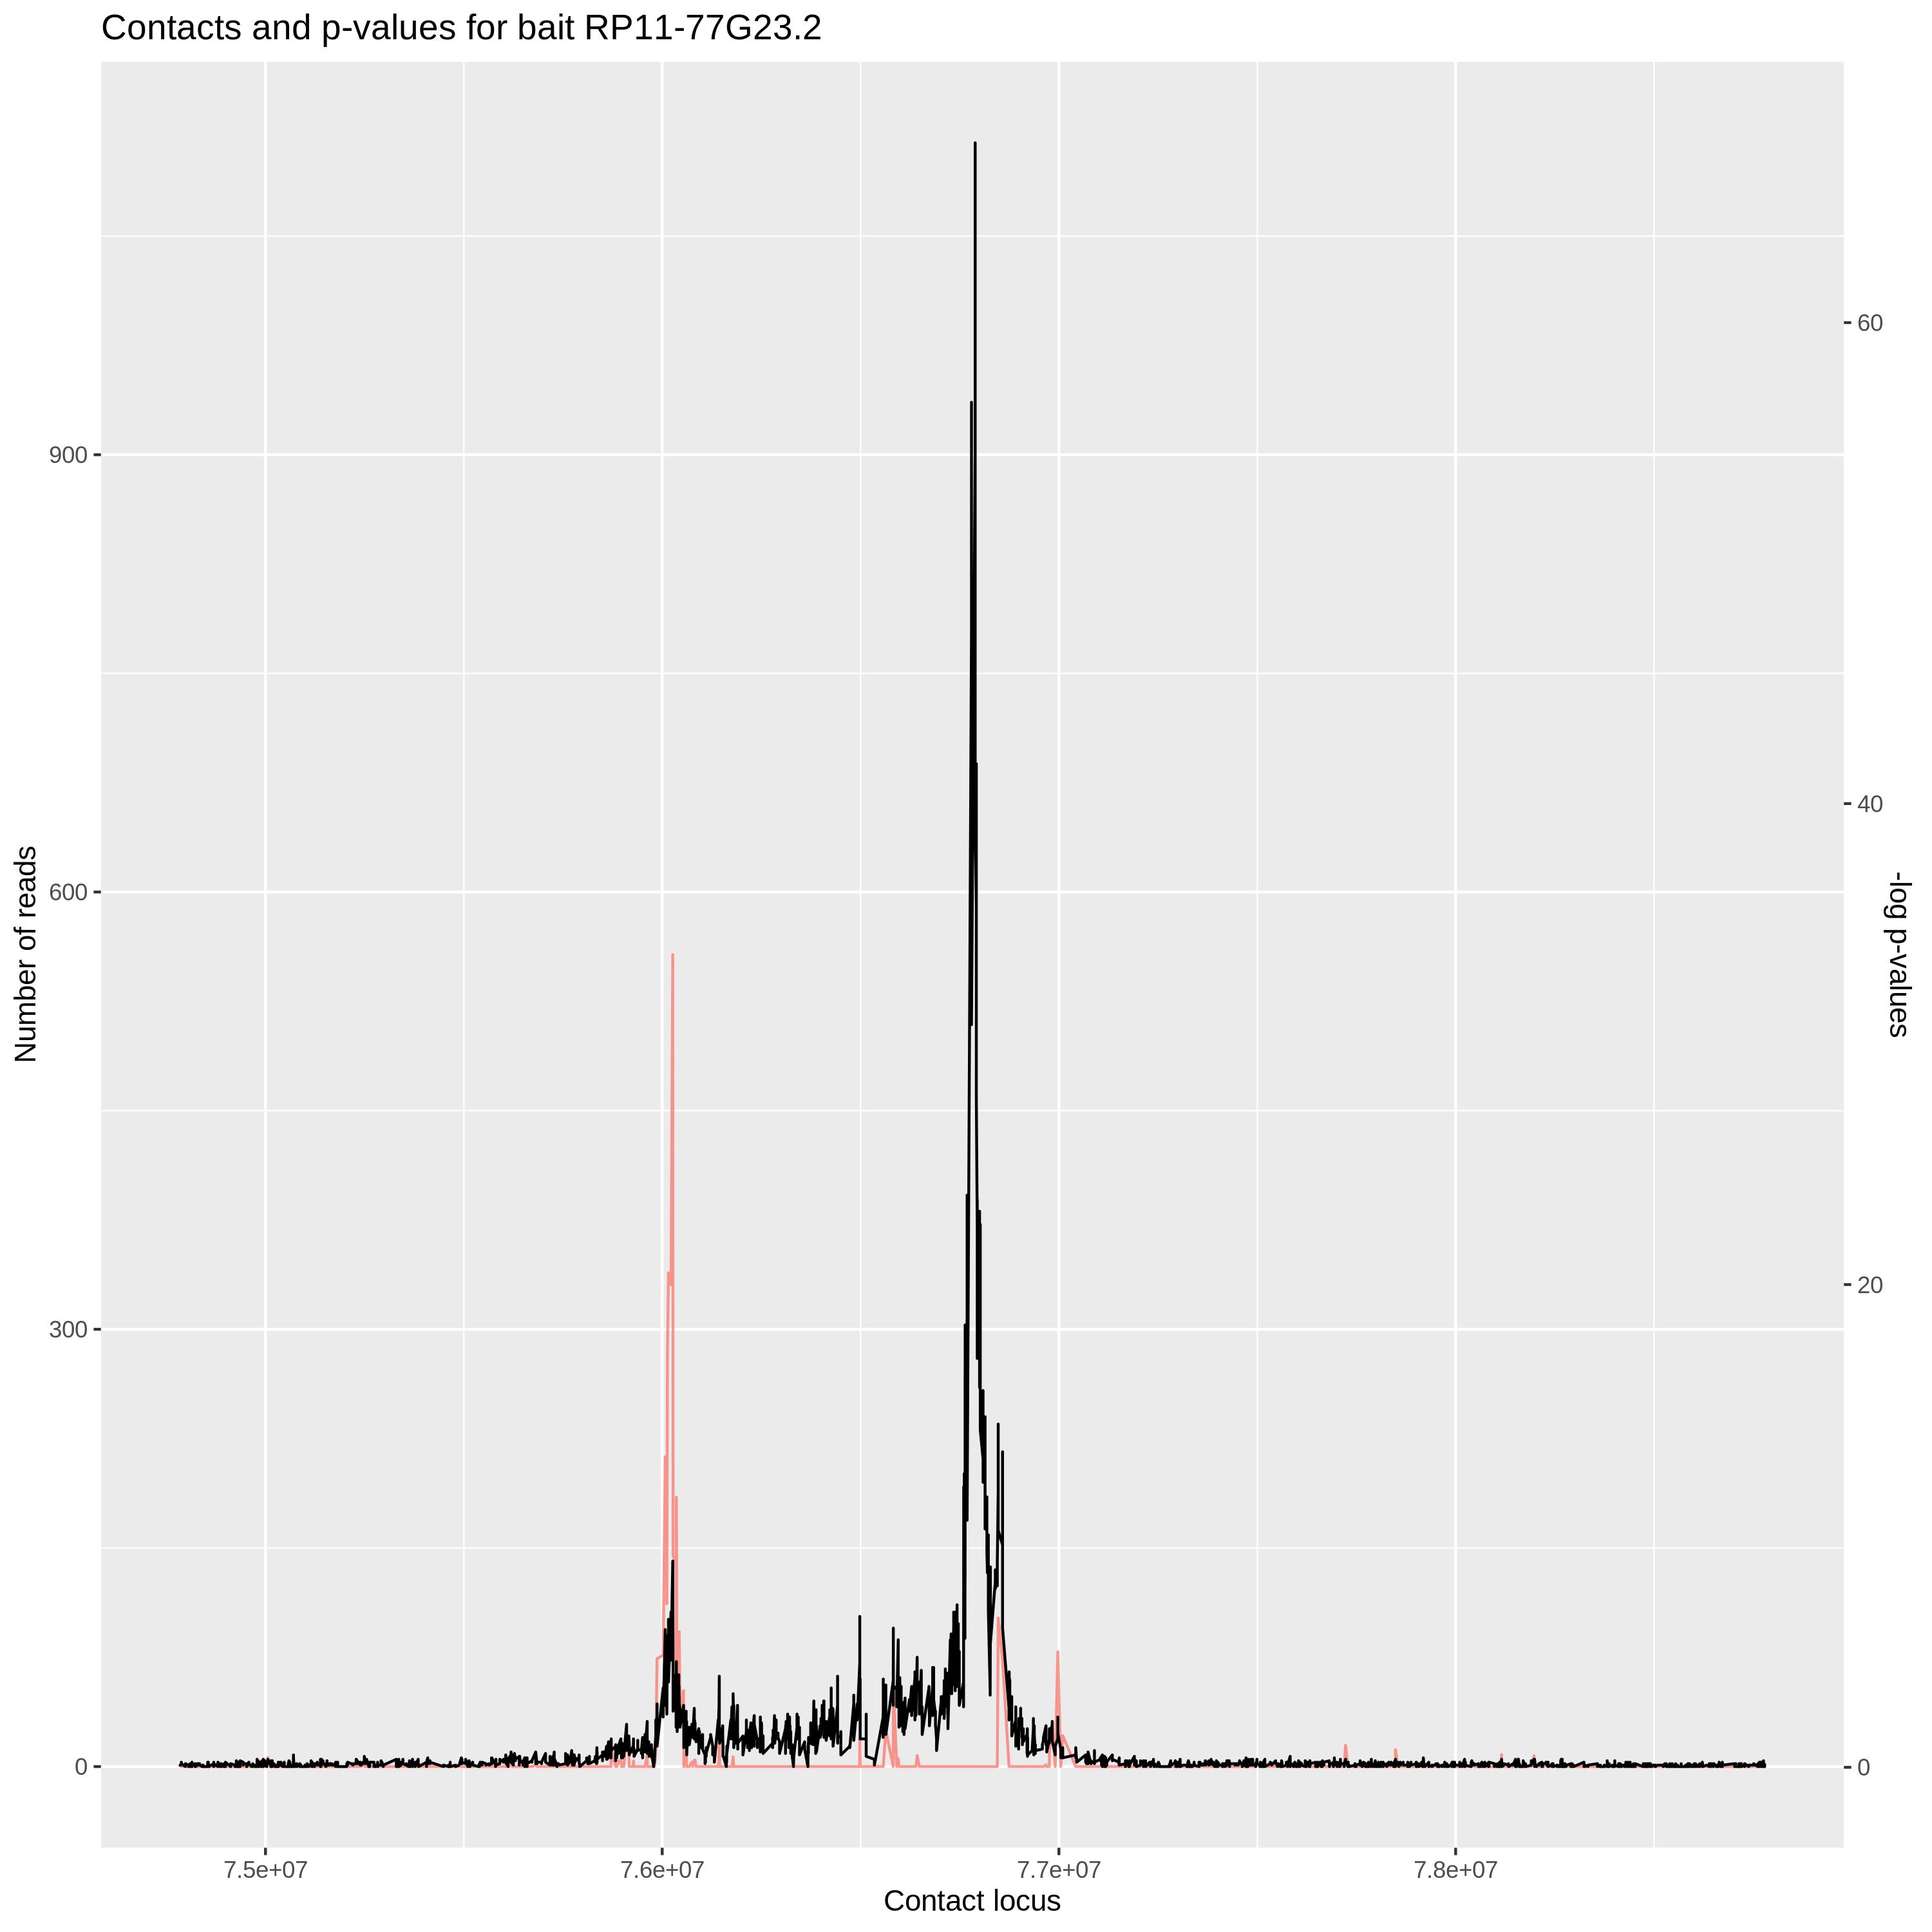 Contacts and p-values for bait RP11-77G23.2
900
600
300
0
Number of reads
60
40
20
0
-log p-values
7.5e+07
7.6e+07
7.7e+07
7.8e+07
Contact locus